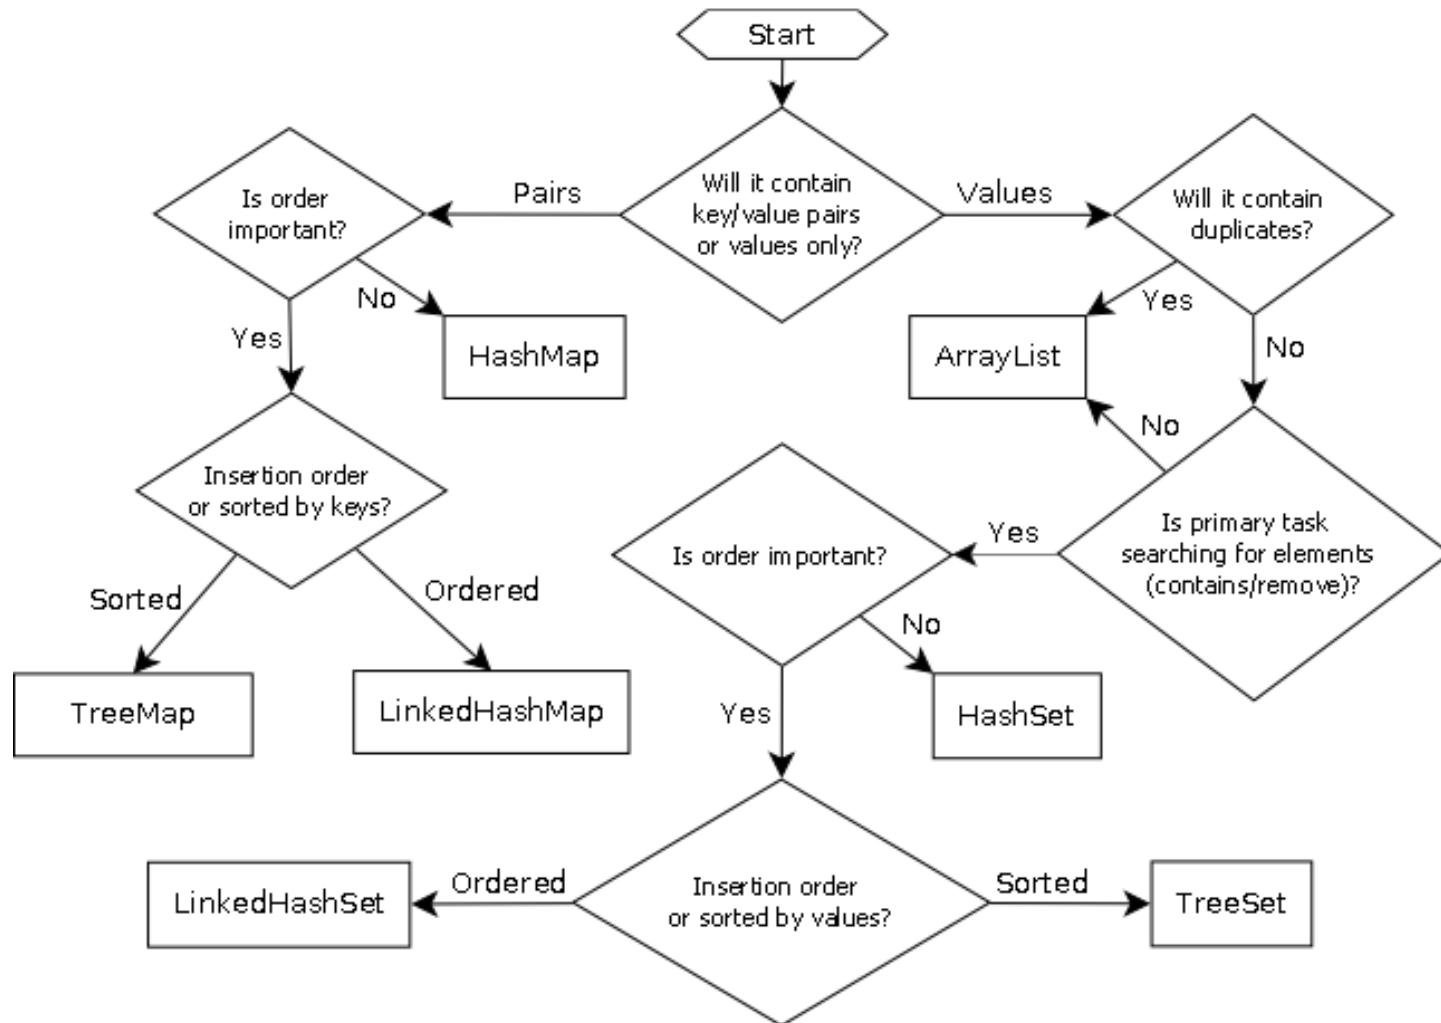 Start
Will it contain
key/value pairs
or values only?
Pairs
Values
Is order
important?
Will it contain
duplicates?
No
Yes
HashMap
Yes
ArrayList
No
No
Insertion order
or sorted by keys?
Is primary task
searching for elements
(contains/remove)?
Yes
Is order important?
Sorted
Ordered
No
TreeMap
LinkedHashMap
Yes
HashSet
Insertion order
or sorted by values?
Ordered
Sorted
LinkedHashSet
TreeSet